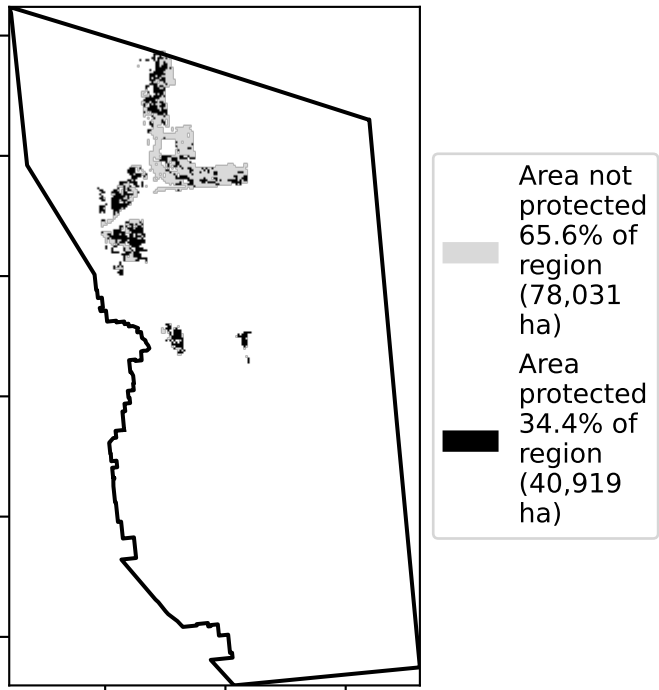 Area not
protected
65.6% of
region
(78,031
ha)
Area
protected
34.4% of
region
(40,919
ha)